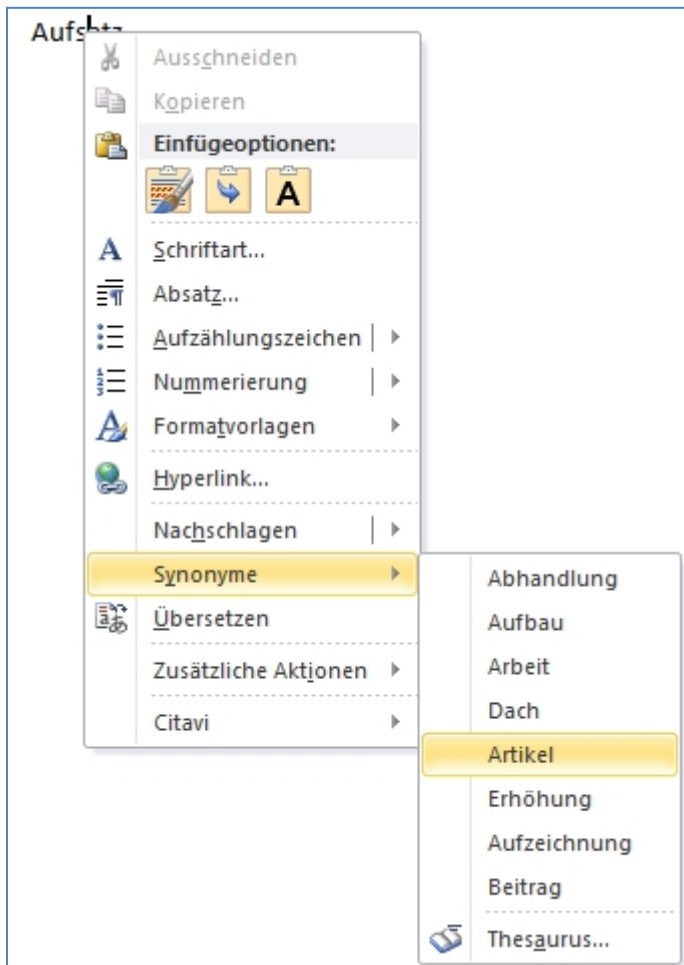 Aufsatz
Ausschneiden
Kopieren
Einfügeoptionen:
A
A Schriftart...
Absatz...
Aufzählungszeichen
Nummerierung
Formatvorlagen
Hyperlink...
Nachschlagen
Synonyme
Übersetzen
Zusätzliche Aktionen
Citavi
Abhandlung
Aufbau
Arbeit
Dach
Artikel
Erhöhung
Aufzeichnung
Beitrag
Thesaurus...